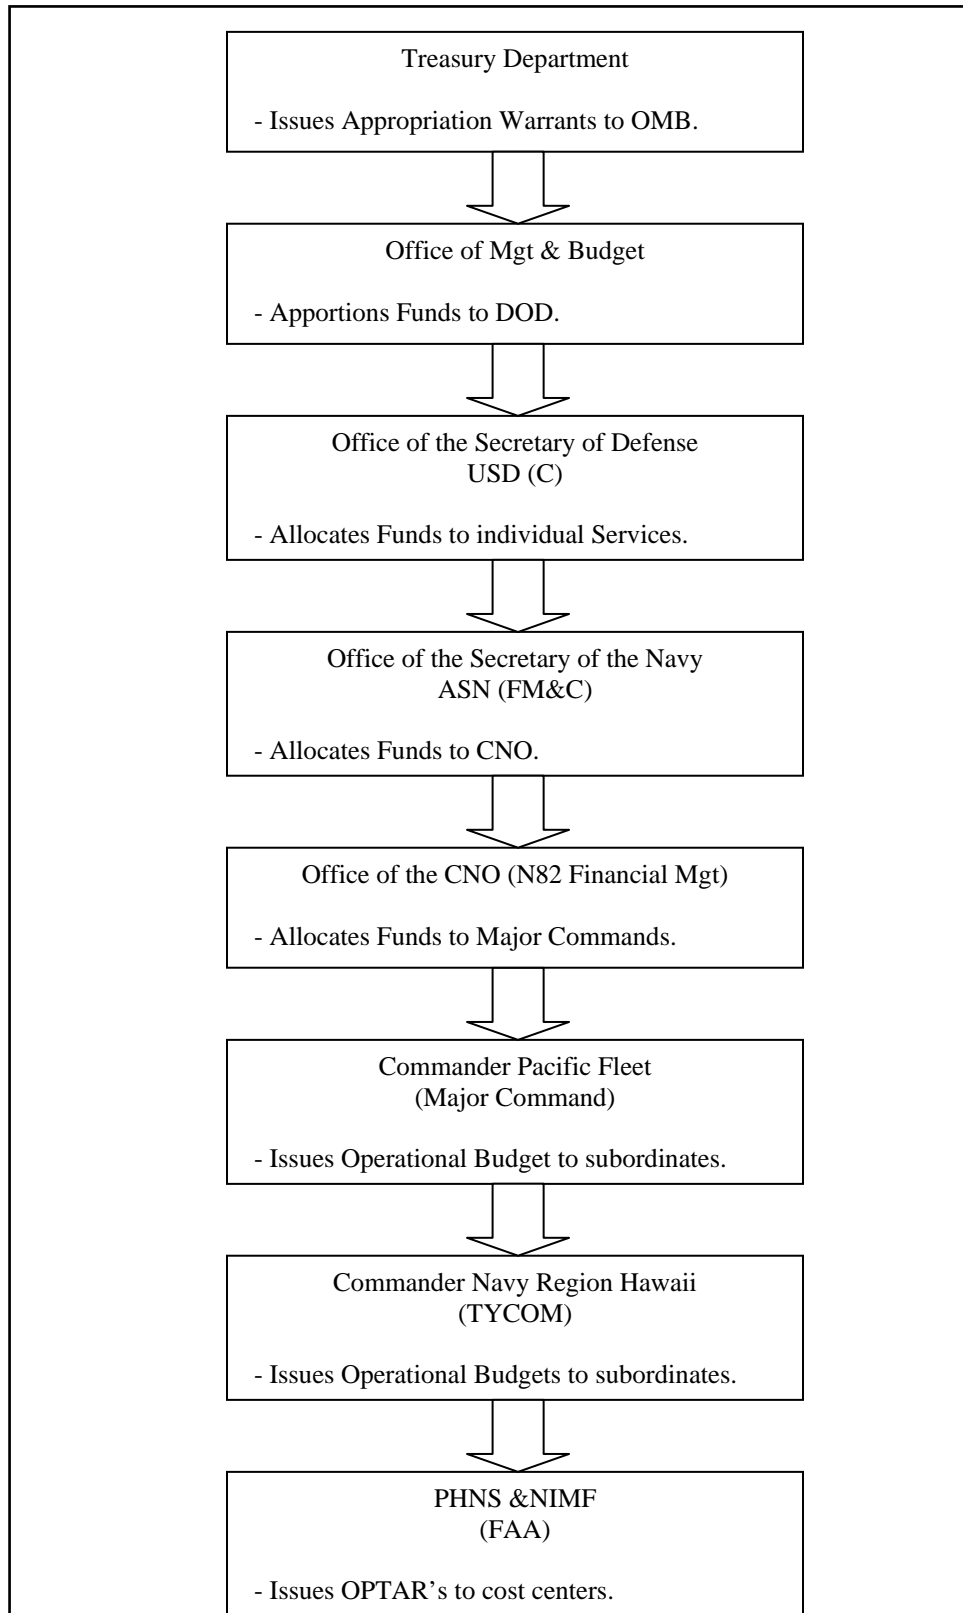 Treasury Department
- Issues Appropriation Warrants to OMB.
Office of Mgt & Budget
- Apportions Funds to DOD.
Office of the Secretary of Defense
USD (C)
- Allocates Funds to individual Services.
Office of the Secretary of the Navy
ASN (FM&C)
- Allocates Funds to CNO.
Office of the CNO (N82 Financial Mgt)
- Allocates Funds to Major Commands.
Commander Pacific Fleet
(Major Command)
- Issues Operational Budget to subordinates.
Commander Navy Region Hawaii
(TYCOM)
- Issues Operational Budgets to subordinates.
PHNS &NIMF
(FAA)
- Issues OPTAR’s to cost centers.